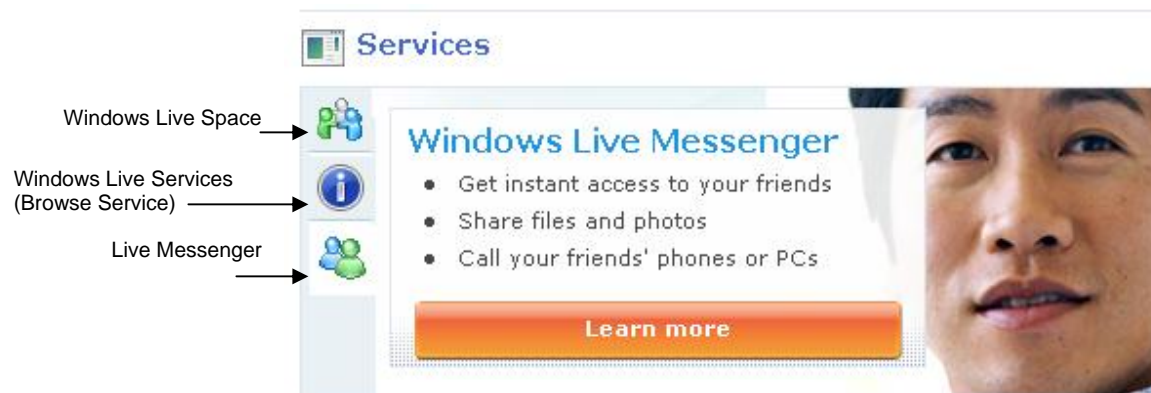 Services
Windows Live Space
Windows Live Services
(Browse Service)
Live Messenger
Windows Live Messenger
• Get instant access to your friends
• Share files and photos
• Call your friends' phones or PCs
Learn more